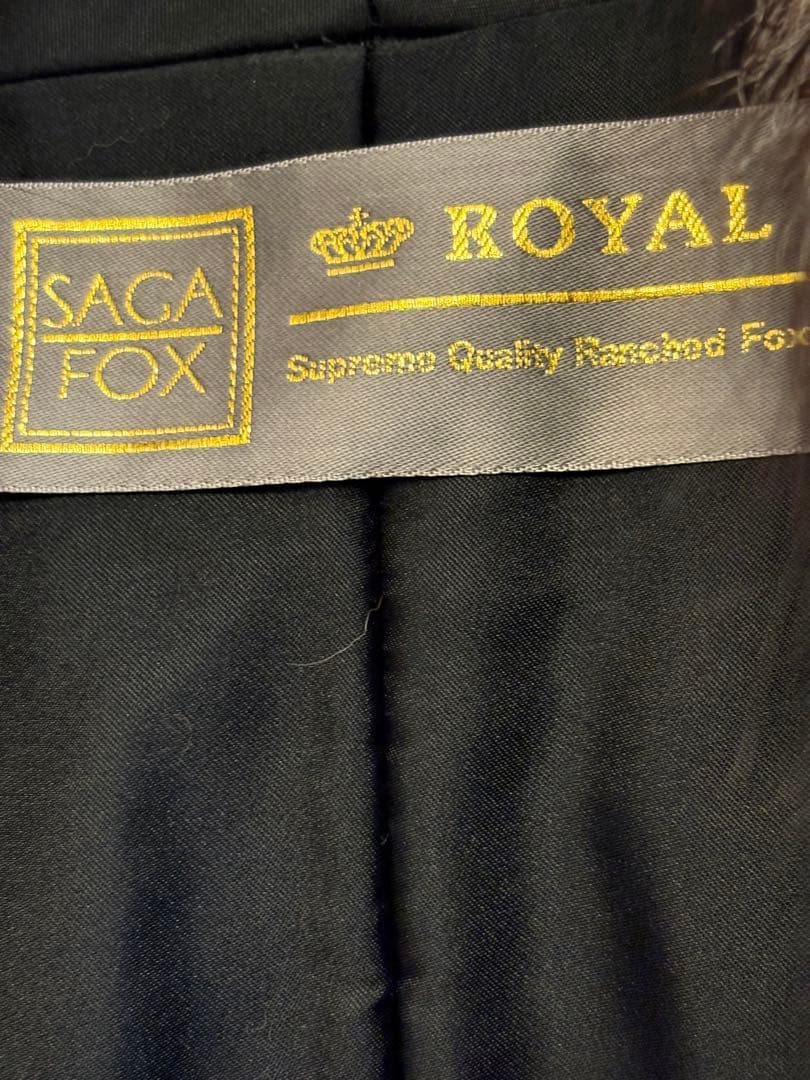 SAGA
FOX
ROYAL
Supreme Quality Ranched Fox